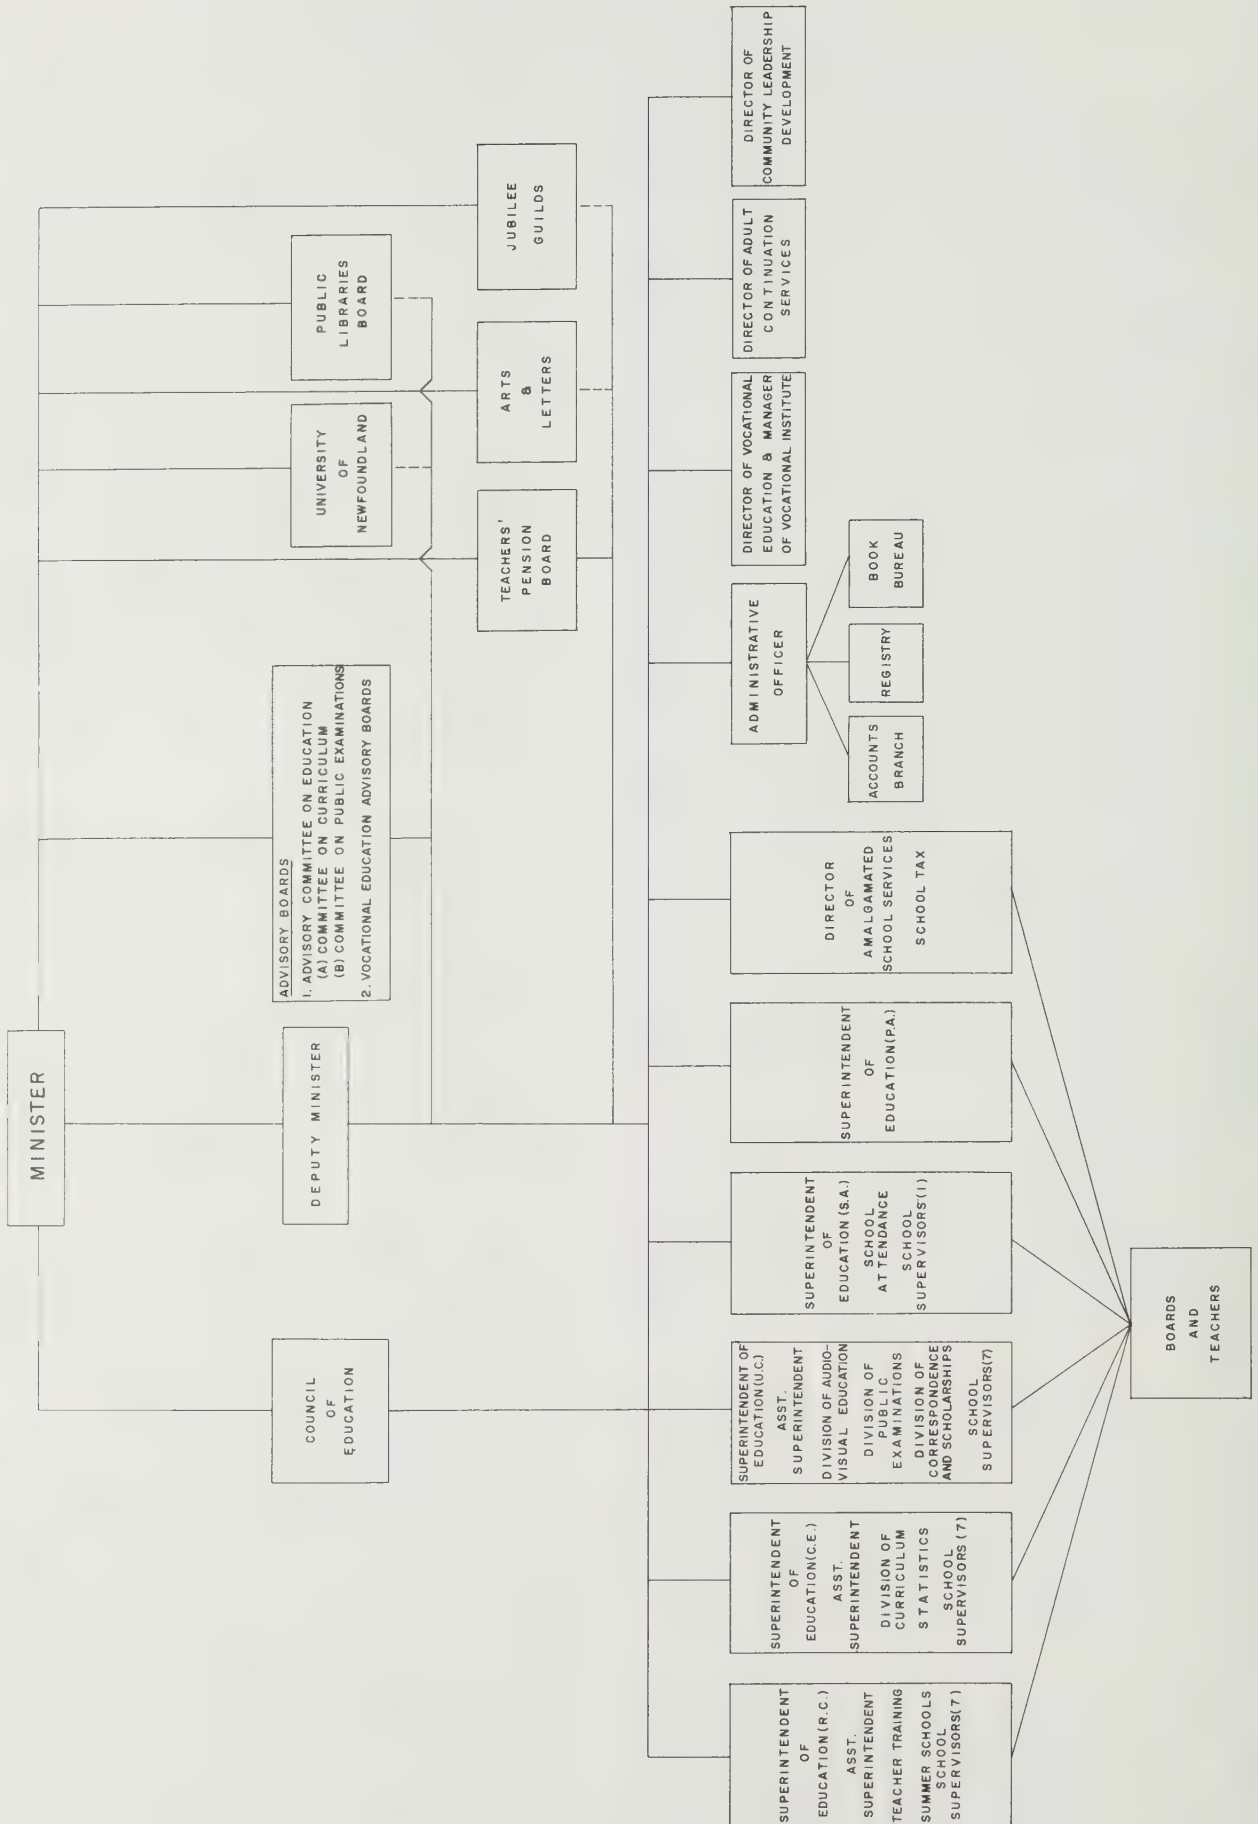 MINISTER
COUNCIL
OF
EDUCATION
DEPUTY MINISTER
ADVISORY BOARDS
1. ADVISORY COMMITTEE ON EDUCATION
(A) COMMITTEE ON CURRICULUM
(B) COMMITTEE ON PUBLIC EXAMINATIONS
2. VOCATIONAL EDUCATION ADVISORY BOARDS
UNIVERSITY
OF
NEWFOUNDLAND
PUBLIC
LIBRARIES
BOARD
TEACHERS'
PENSION
BOARD
ARTS
&
LETTERS
JUBILEE
GUILDS
SUPERINTENDENT
OF
EDUCATION(R.C.)
ASST.
SUPERINTENDENT
TEACHER TRAINING
SUMMER SCHOOLS
SCHOOL
SUPERVISORS(7)
SUPERINTENDENT
OF
EDUCATION(C.E.)
ASST.
SUPERINTENDENT
DIVISION OF
CURRICULUM
STATISTICS
SCHOOL
SUPERVISORS (7)
SUPERINTENDENT OF
EDUCATION(U.C.)
ASST.
SUPERINTENDENT
DIVISION OF AUDIO-
VISUAL EDUCATION
DIVISION OF
PUBLIC
EXAMINATIONS
DIVISION OF
CORRESPONDENCE
AND SCHOLARSHIPS
SCHOOL
SUPERVISORS(7)
SUPERINTENDENT
OF
EDUCATION (S.A.)
SCHOOL
ATTENDANCE
SCHOOL
SUPERVISORS(1)
SUPERINTENDENT
OF
EDUCATION(P.A.)
DIRECTOR
OF
AMALGAMATED
SCHOOL SERVICES
SCHOOL TAX
ADMINISTRATIVE
OFFICER
DIRECTOR OF VOCATIONAL
EDUCATION & MANAGER
OF VOCATIONAL INSTITUTE
DIRECTOR OF ADULT
CONTINUATION
SERVICES
DIRECTOR OF
COMMUNITY LEADERSHIP
DEVELOPMENT
ACCOUNTS
BRANCH
REGISTRY
BOOK
BUREAU
BOARDS
AND
TEACHERS